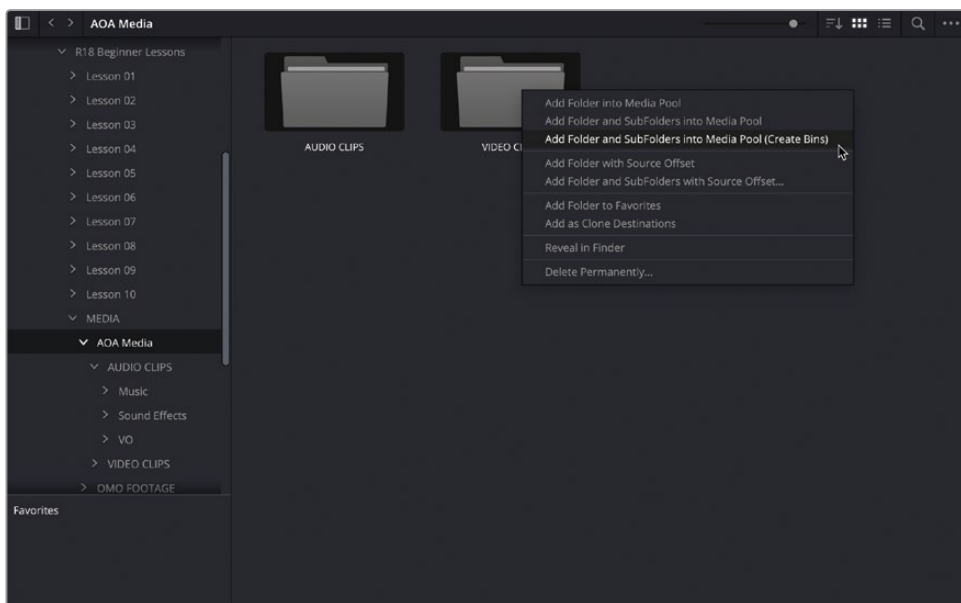 AOA Media
R18 Beginner Lessons
Lesson 01
Lesson 02
Lesson 03
Lesson 04
Lesson 05
Lesson 06
Lesson 07
Lesson 08
Lesson 09
Lesson 10
MEDIA
AOA Media
AUDIO CLIPS
Music
Sound Effects
VO
VIDEO CLIPS
OMO FOOTAGE
Favorites
AUDIO CLIPS
VIDEO
Add Folder into Media Pool
Add Folder and SubFolders into Media Pool
Add Folder and SubFolders into Media Pool (Create Bins)
Add Folder with Source Offset
Add Folder and SubFolders with Source Offset...
Add Folder to Favorites
Add as Clone Destinations
Reveal in Finder
Delete Permanently...